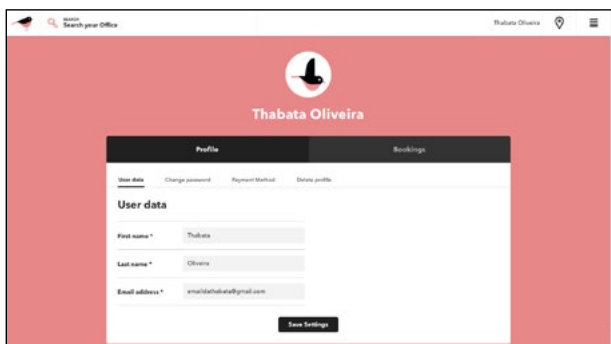 Search your Office
Thabata Oliveira
Thabata Oliveira
Profile
Bookings
User data
Change password
Payment Method
Delete profile
User data
First name *
Thabata
Last name *
Oliveira
Email address *
emaildathabata@gmail.com
Save Settings